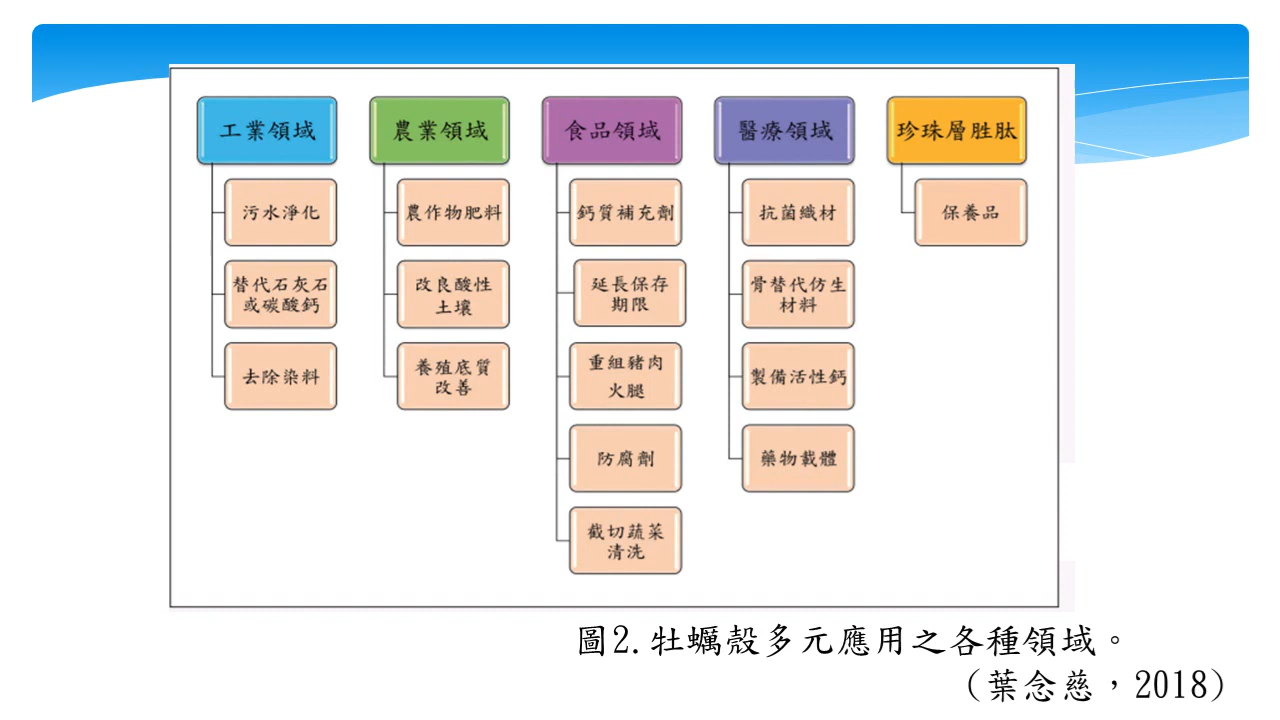 工業領域
污水淨化
替代石灰石
或碳酸鈣
去除染料
農業領域
農作物肥料
改良酸性
土壤
養殖底質
改善
食品領域
鈣質補充劑
延長保存
期限
重組豬肉
火腿
防腐劑
截切蔬菜
清洗
醫療領域
抗菌織材
骨替代仿生
材料
製備活性鈣
藥物載體
珍珠層胜肽
保養品
圖2.牡蠣殼多元應用之各種領域。
（葉念慈，2018）